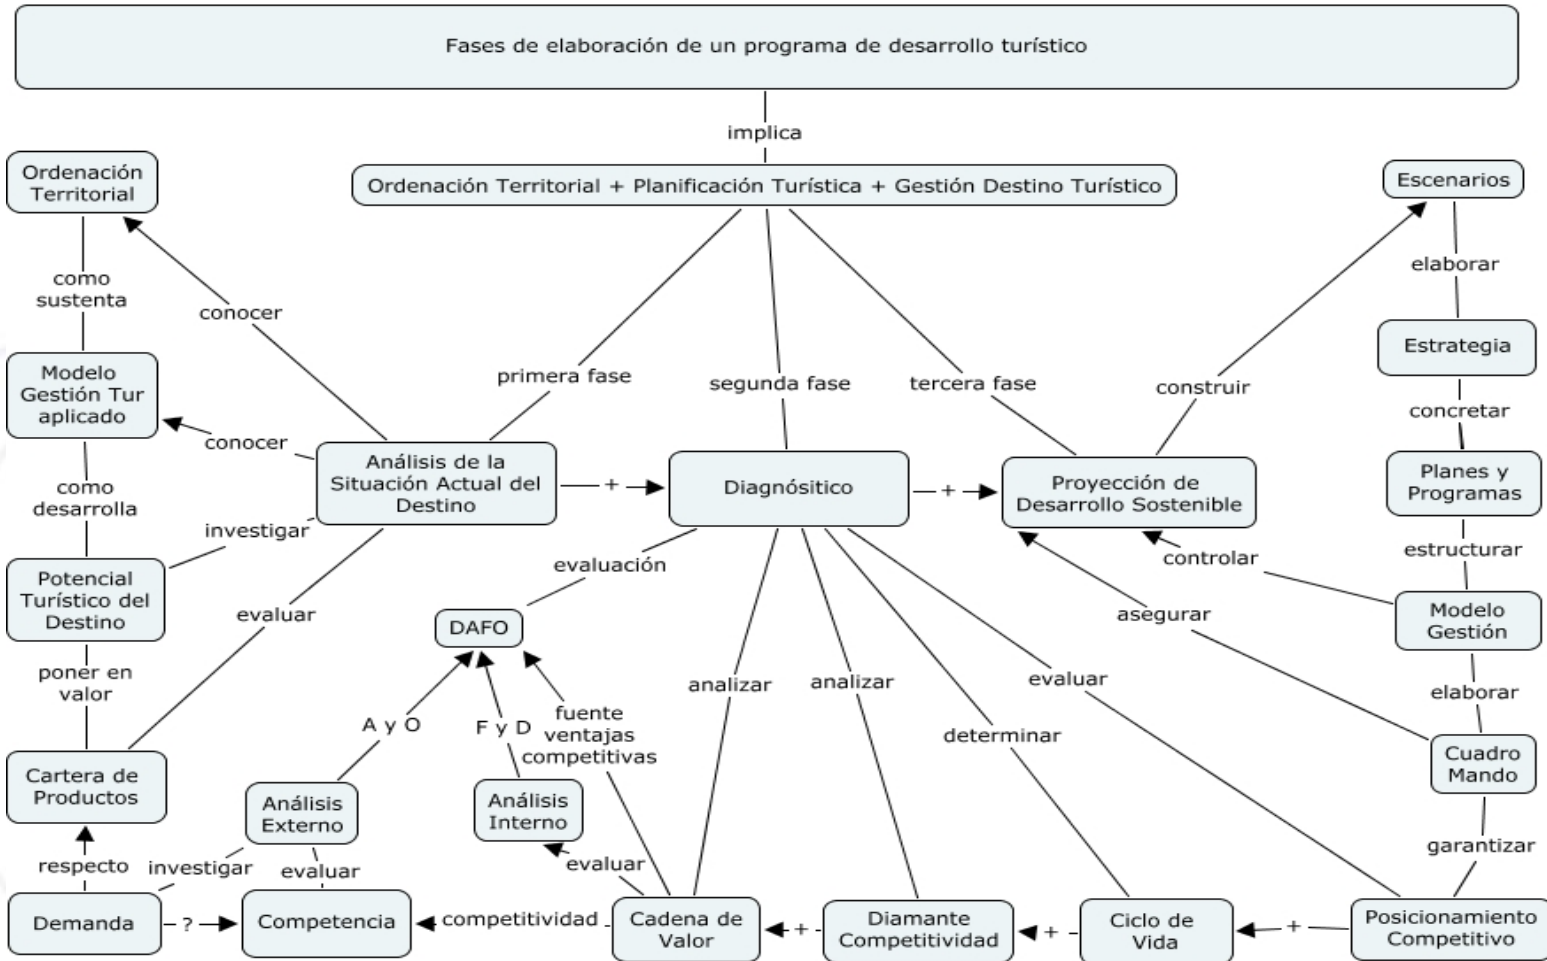 Fases de elaboración de un programa de desarrollo turístico
implica
Ordenación
Territorial
Ordenación Territorial + Planificación Turística + Gestión Destino Turístico
Escenarios
como
sustenta
conocer
elaborar
Modelo
Gestión Tur
aplicado
primera fase
segunda fase
tercera fase
construir
Estrategia
concretar
conocer
Análisis de la
Situación Actual del
Destino
+
Diagnósitico
+
Proyección de
Desarrollo Sostenible
Planes y
Programas
como
desarrolla
investigar
evaluación
controlar
estructurar
Potencial
Turístico del
Destino
evaluar
DAFO
asegurar
Modelo
Gestión
poner en
valor
analizar
analizar
evaluar
elaborar
A y O
F y D
fuente
ventajas
competitivas
determinar
Cartera de
Productos
Análisis
Externo
Análisis
Interno
Cuadro
Mando
respecto
investigar
evaluar
evaluar
garantizar
Demanda
?
Competencia
competitividad
Cadena de
Valor
+
Diamante
Competitividad
+
Ciclo de
Vida
+
Posicionamiento
Competitivo